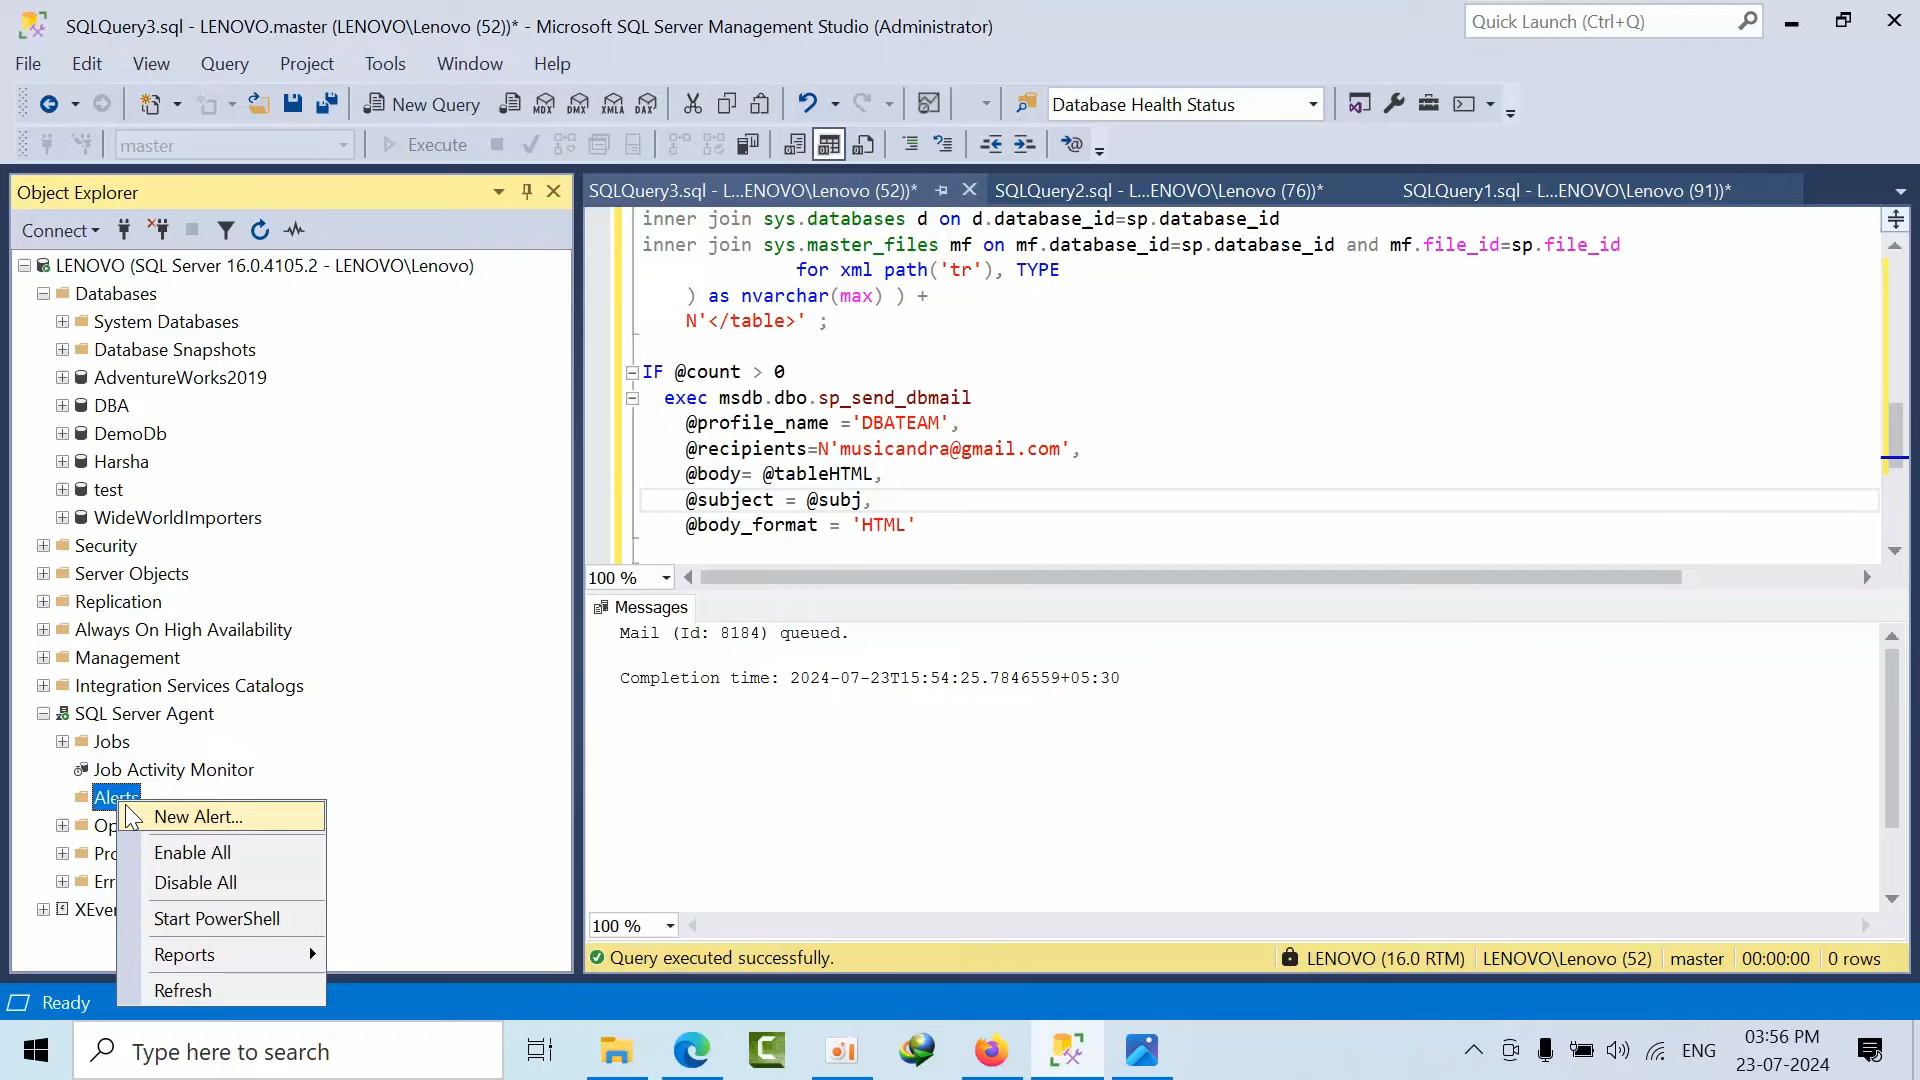 SQLQuery3.sql - LENOVO.master (LENOVO\Lenovo (52))* - Microsoft SQL Server Management Studio (Administrator)
Quick Launch (Ctrl+Q)
File Edit View Query Project Tools Window Help
New Query MDX DMX XMLA DAX Database Health Status
master Execute
Object Explorer
SQLQuery3.sql - L...ENOVO\Lenovo (52))* SQLQuery2.sql - L...ENOVO\Lenovo (76))* SQLQuery1.sql - L...ENOVO\Lenovo (91))*
Connect
LENOVO (SQL Server 16.0.4105.2 - LENOVO\Lenovo)
Databases
System Databases
Database Snapshots
AdventureWorks2019
DBA
DemoDb
Harsha
test
WideWorldImporters
Security
Server Objects
Replication
Always On High Availability
Management
Integration Services Catalogs
SQL Server Agent
Jobs
Job Activity Monitor
Alerts
Op
Pro
Err
XEver
New Alert...
Enable All
Disable All
Start PowerShell
Reports
Refresh
inner join sys.databases d on d.database_id=sp.database_id
inner join sys.master_files mf on mf.database_id=sp.database_id and mf.file_id=sp.file_id
for xml path('tr'), TYPE
) as nvarchar(max) ) +
N'</table>' ;
IF @count > 0
exec msdb.dbo.sp_send_dbmail
@profile_name ='DBATEAM',
@recipients=N'musicandra@gmail.com',
@body= @tableHTML,
@subject = @subj,
@body_format = 'HTML'
100 %
Messages
Mail (Id: 8184) queued.
Completion time: 2024-07-23T15:54:25.7846559+05:30
100 %
Query executed successfully. LENOVO (16.0 RTM) LENOVO\Lenovo (52) master 00:00:00 0 rows
Ready
Type here to search
ENG
03:56 PM
23-07-2024